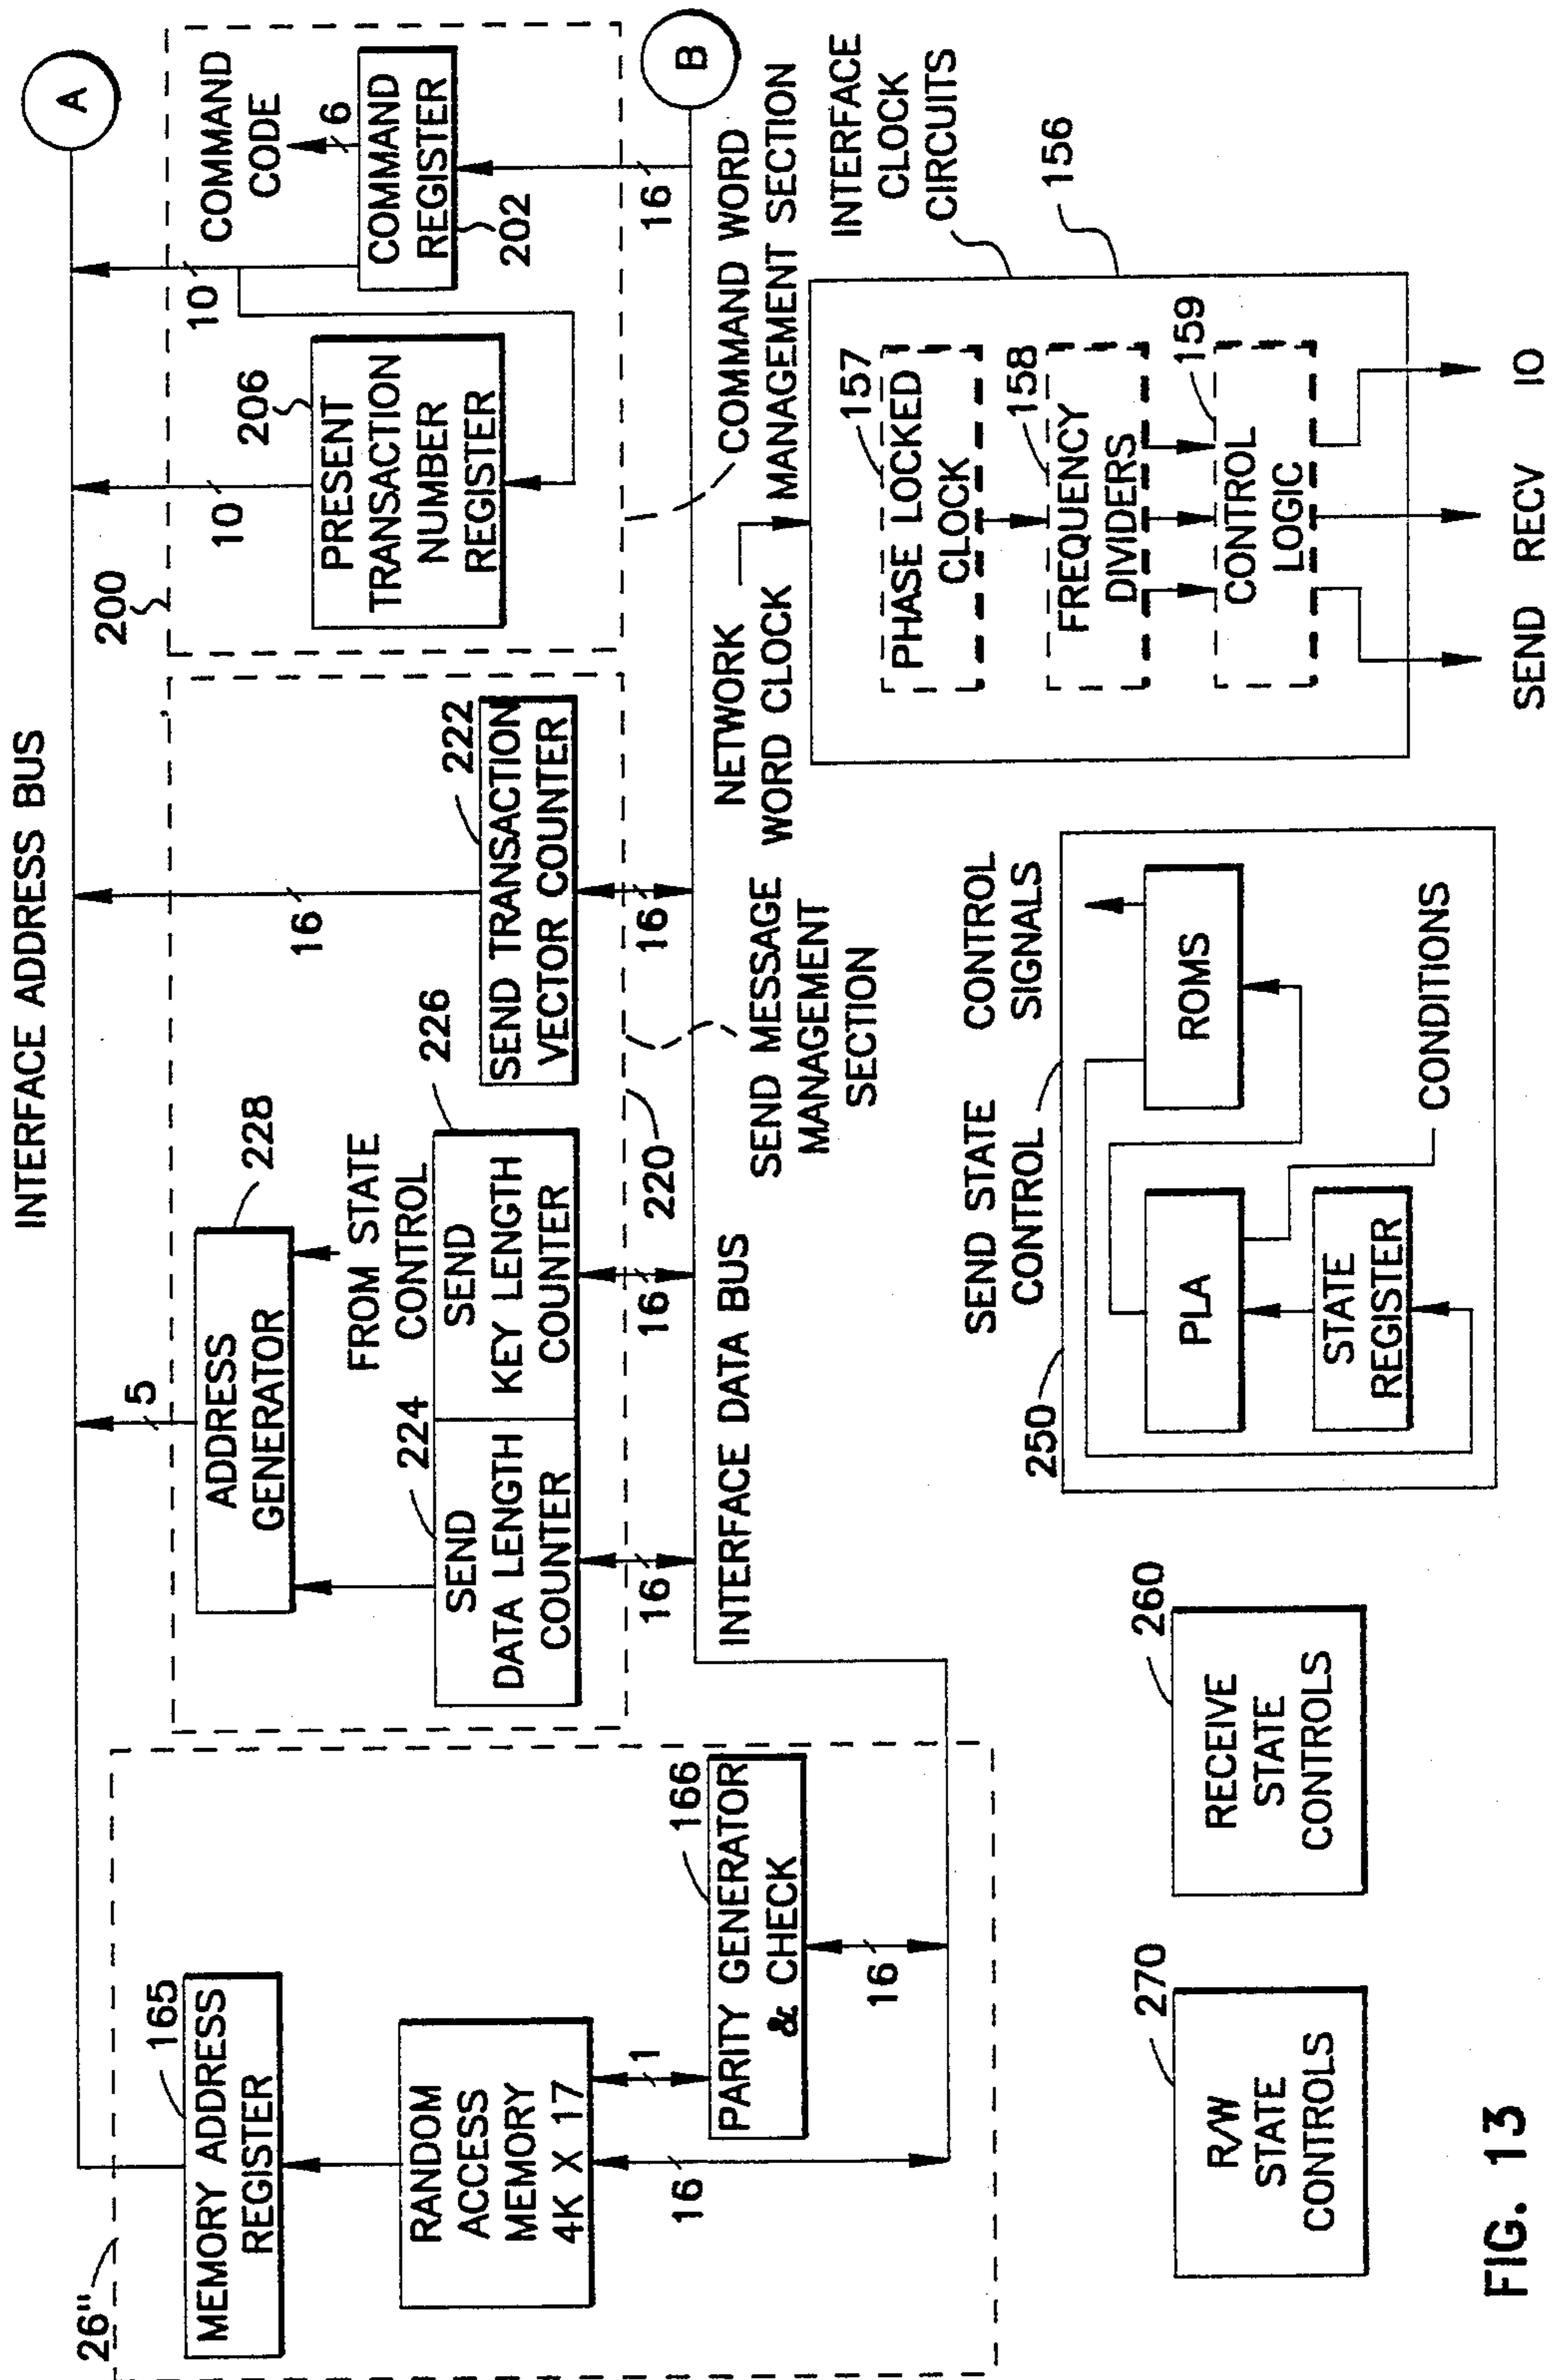 INTERFACE ADDRESS BUS
A
26"
165
MEMORY ADDRESS
REGISTER
RANDOM
ACCESS
MEMORY
4K X 17
1
16
166
PARITY GENERATOR
& CHECK
16
5
228
ADDRESS
GENERATOR
FROM STATE
CONTROL
224
SEND
DATA LENGTH
COUNTER
226
SEND
KEY LENGTH
COUNTER
16
16
16
222
SEND TRANSACTION
VECTOR COUNTER
16
220
SEND MESSAGE
MANAGEMENT
SECTION
INTERFACE DATA BUS
200
10
206
PRESENT
TRANSACTION
NUMBER
REGISTER
10
COMMAND
CODE
6
COMMAND
REGISTER
202
16
B
COMMAND WORD
MANAGEMENT SECTION
NETWORK
WORD CLOCK
INTERFACE
CLOCK
CIRCUITS
156
157
PHASE LOCKED
CLOCK
158
FREQUENCY
DIVIDERS
159
CONTROL
LOGIC
SEND RECV IO
270
R/W
STATE
CONTROLS
260
RECEIVE
STATE
CONTROLS
250
SEND STATE
CONTROL
CONTROL
SIGNALS
PLA
ROMS
STATE
REGISTER
CONDITIONS
FIG. 13